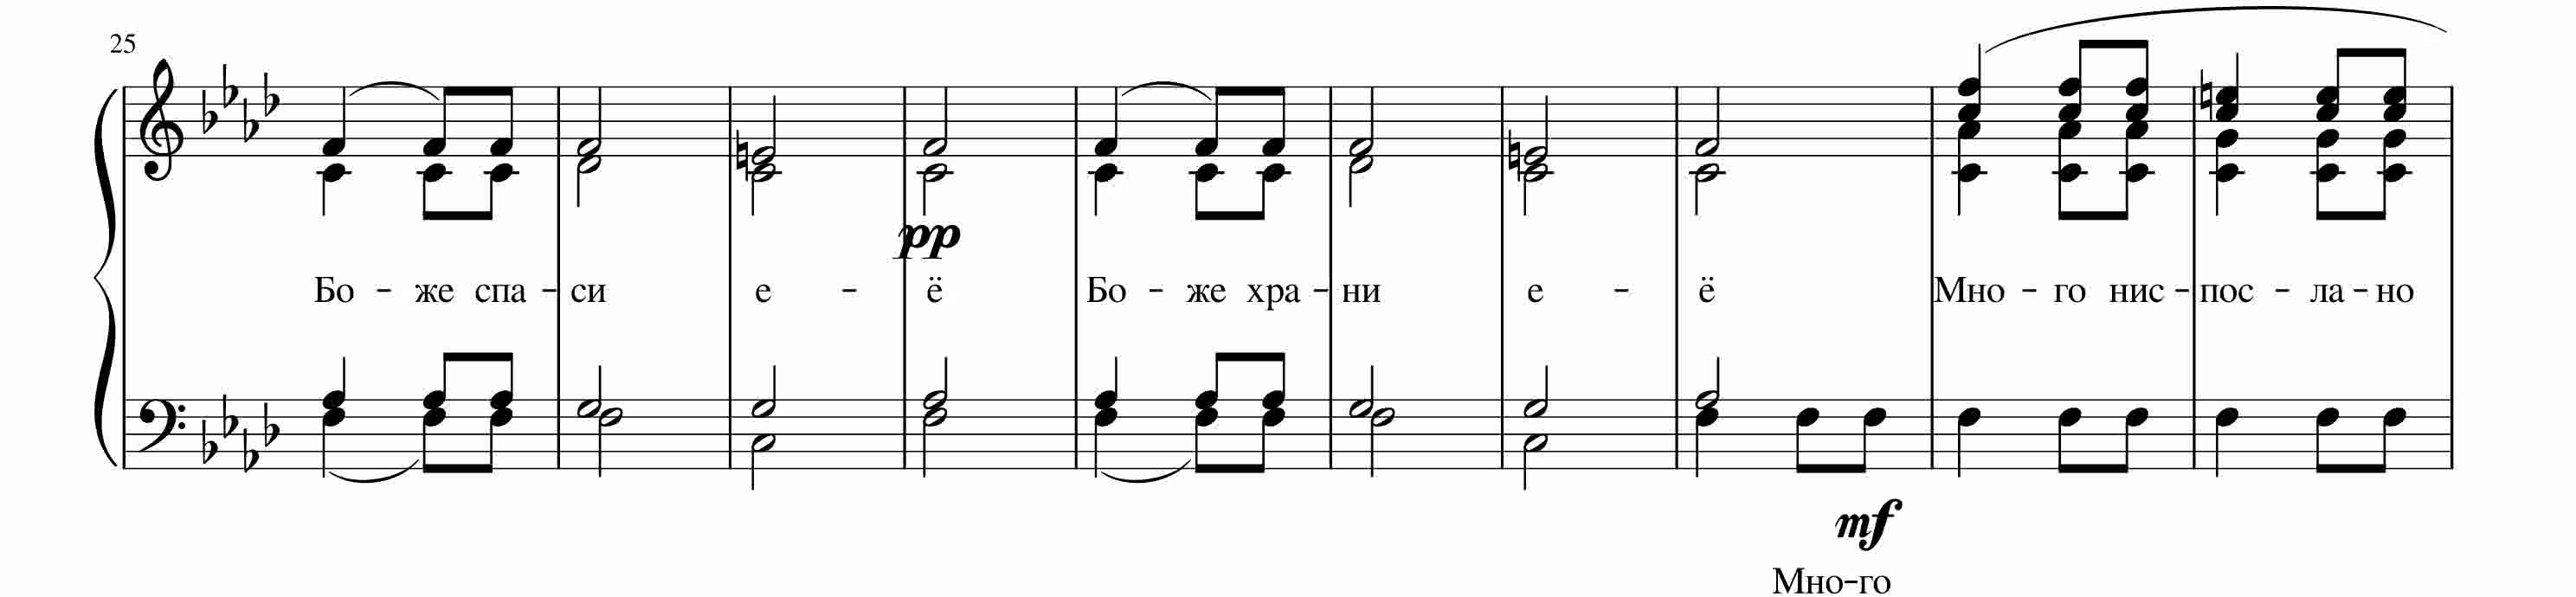 25
pp
Бо - же спа - си е - ё Бо - же хра - ни е - ё Мно - го нис - пос - ла - но
mf
Мно-го